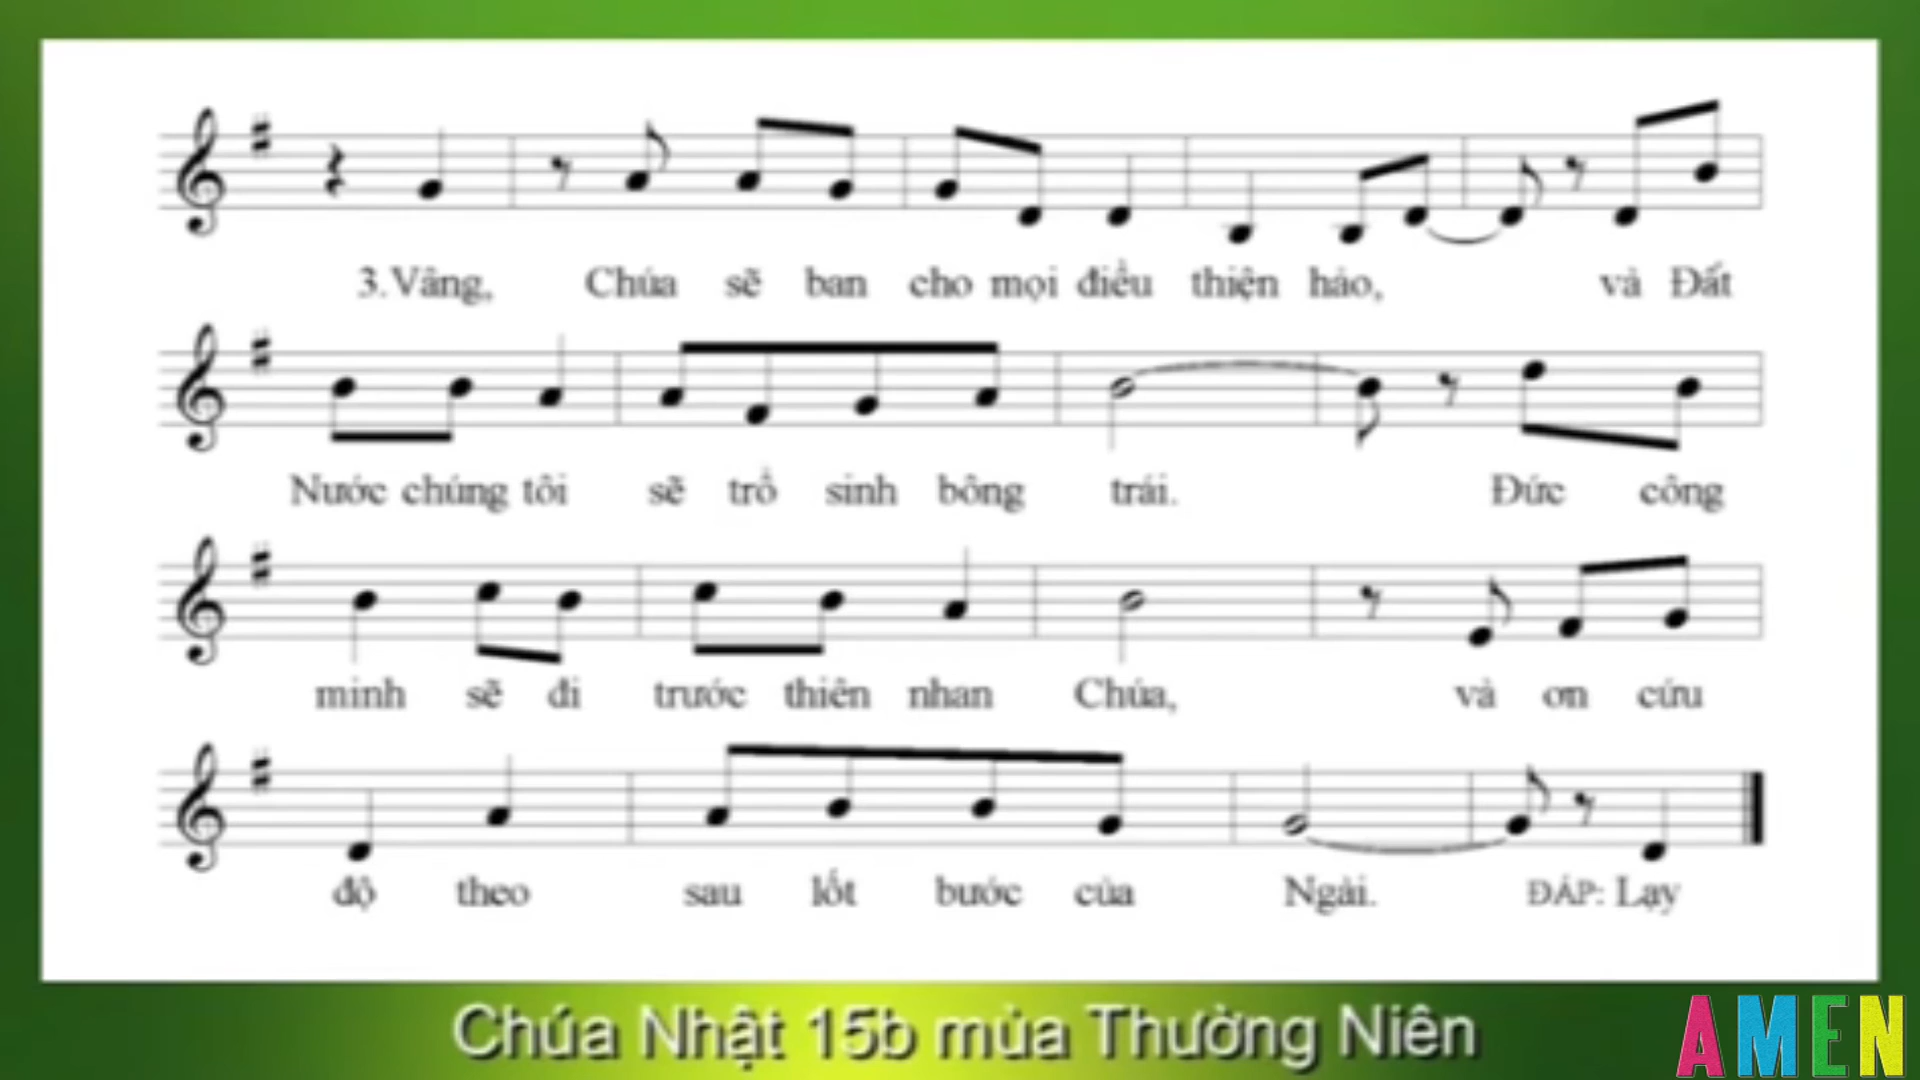 3.Vâng, Chúa sẽ ban cho mọi điều thiện hảo, và Đất
Nước chúng tôi sẽ trổ sinh bông trái. Đức công
minh sẽ đi trước thiên nhan Chúa, và ơn cứu
độ theo sau lốt bước của Ngài. ĐÁP: Lạy
Chúa Nhật 15b mùa Thường Niên
AMEN